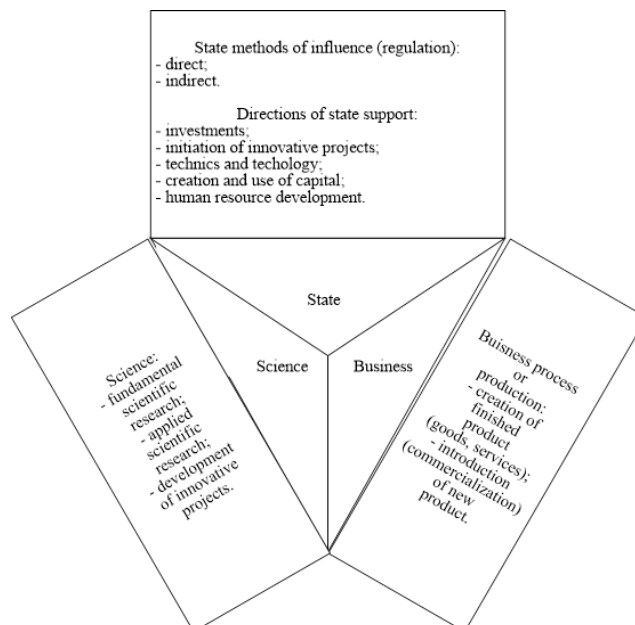 State methods of influence (regulation):
- direct;
- indirect.
Directions of state support:
- investments;
- initiation of innovative projects;
- technics and techology;
- creation and use of capital;
- human resource development.
State
Science
Business
Science:
- fundamental
scientific
research;
- applied
scientific
research;
- development
of innovative
projects.
Buisness process
or
production:
- creation of
finished
product
(goods, services);
- introduction
(commercialization)
of new
product.